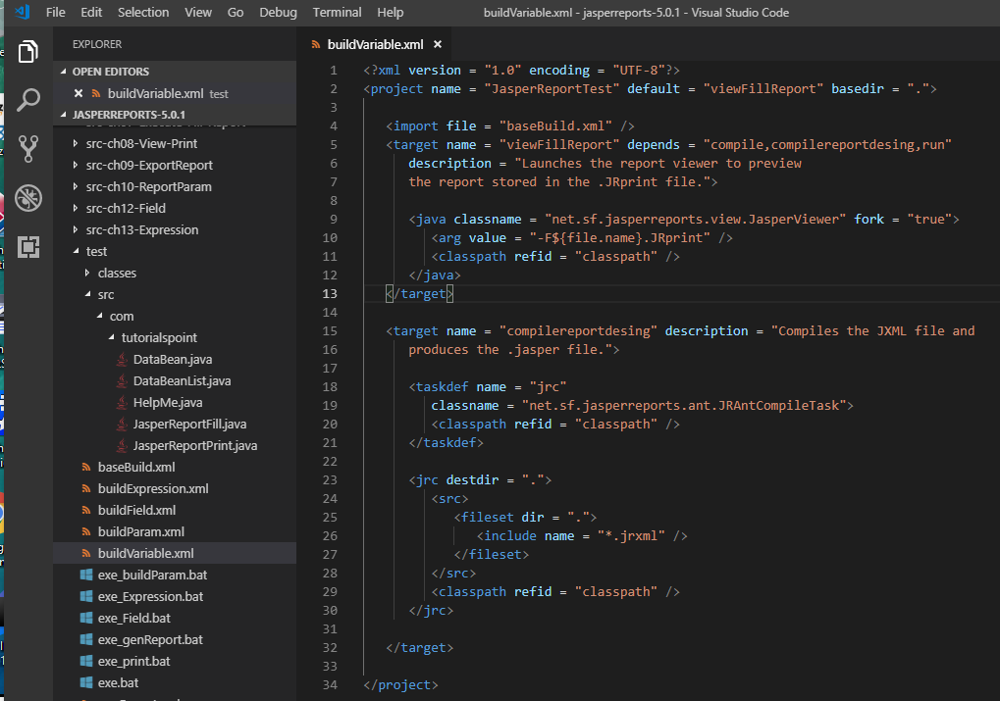 File Edit Selection View Go Debug Terminal Help buildVariable.xml - jasperreports-5.0.1 - Visual Studio Code
EXPLORER
OPEN EDITORS
buildVariable.xml test
JASPERREPORTS-5.0.1
src-ch08-View-Print
src-ch09-ExportReport
src-ch10-ReportParam
src-ch12-Field
src-ch13-Expression
test
classes
src
com
tutorialspoint
DataBean.java
DataBeanList.java
HelpMe.java
JasperReportFill.java
JasperReportPrint.java
baseBuild.xml
buildExpression.xml
buildField.xml
buildParam.xml
buildVariable.xml
exe_buildParam.bat
exe_Expression.bat
exe_Field.bat
exe_genReport.bat
exe_print.bat
exe.bat
buildVariable.xml
1 <?xml version = "1.0" encoding = "UTF-8"?>
2 <project name = "JasperReportTest" default = "viewFillReport" basedir = ".">
3
4 <import file = "baseBuild.xml" />
5 <target name = "viewFillReport" depends = "compile,compilereportdesing,run"
6 description = "Launches the report viewer to preview
7 the report stored in the .JRprint file.">
8
9 <java classname = "net.sf.jasperreports.view.JasperViewer" fork = "true">
10 <arg value = "-F${file.name}.JRprint" />
11 <classpath refid = "classpath" />
12 </java>
13 </target>
14
15 <target name = "compilereportdesing" description = "Compiles the JXML file and
16 produces the .jasper file.">
17
18 <taskdef name = "jrc"
19 classname = "net.sf.jasperreports.ant.JRAntCompileTask">
20 <classpath refid = "classpath" />
21 </taskdef>
22
23 <jrc destdir = ".">
24 <src>
25 <fileset dir = ".">
26 <include name = "*.jrxml" />
27 </fileset>
28 </src>
29 <classpath refid = "classpath" />
30 </jrc>
31
32 </target>
33
34 </project>